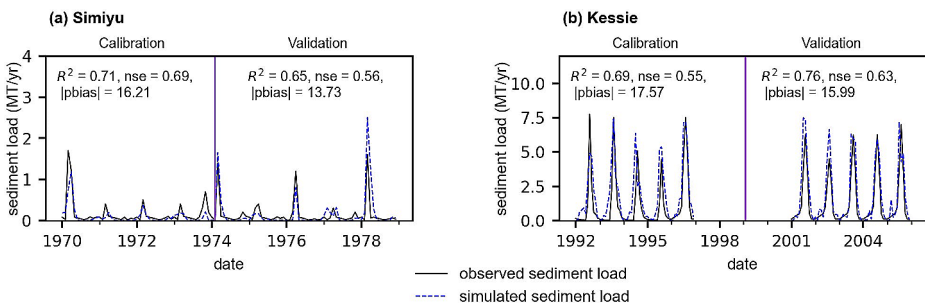 (a) Simiyu
Calibration
Validation
R² = 0.71, nse = 0.69,
|pbias| = 16.21
R² = 0.65, nse = 0.56,
|pbias| = 13.73
sediment load (MT/yr)
4
3
2
1
0
1970 1972 1974 1976 1978
date
(b) Kessie
Calibration
Validation
R² = 0.69, nse = 0.55,
|pbias| = 17.57
R² = 0.76, nse = 0.63,
|pbias| = 15.99
sediment load (MT/yr)
10.0
7.5
5.0
2.5
0.0
1992 1995 1998 2001 2004
date
observed sediment load
simulated sediment load